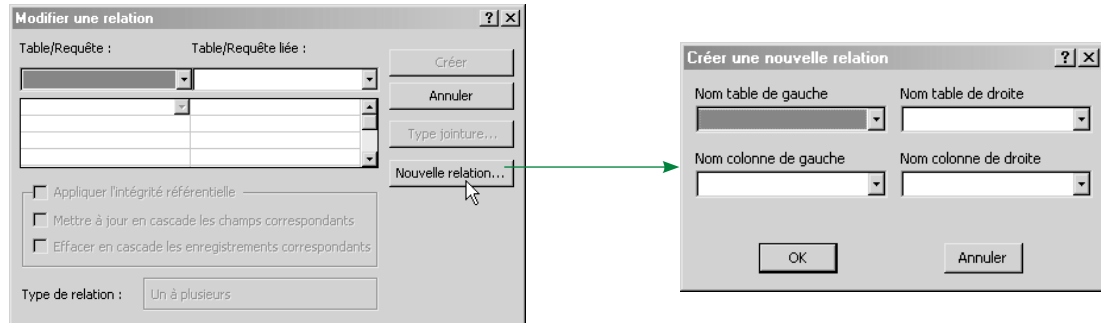 Modifier une relation
Table/Requête : Table/Requête liée :
Créer
Annuler
Type jointure...
Nouvelle relation...
Appliquer l'intégrité référentielle
Mettre à jour en cascade les champs correspondants
Effacer en cascade les enregistrements correspondants
Type de relation : Un à plusieurs
Créer une nouvelle relation
Nom table de gauche Nom table de droite
Nom colonne de gauche Nom colonne de droite
OK Annuler